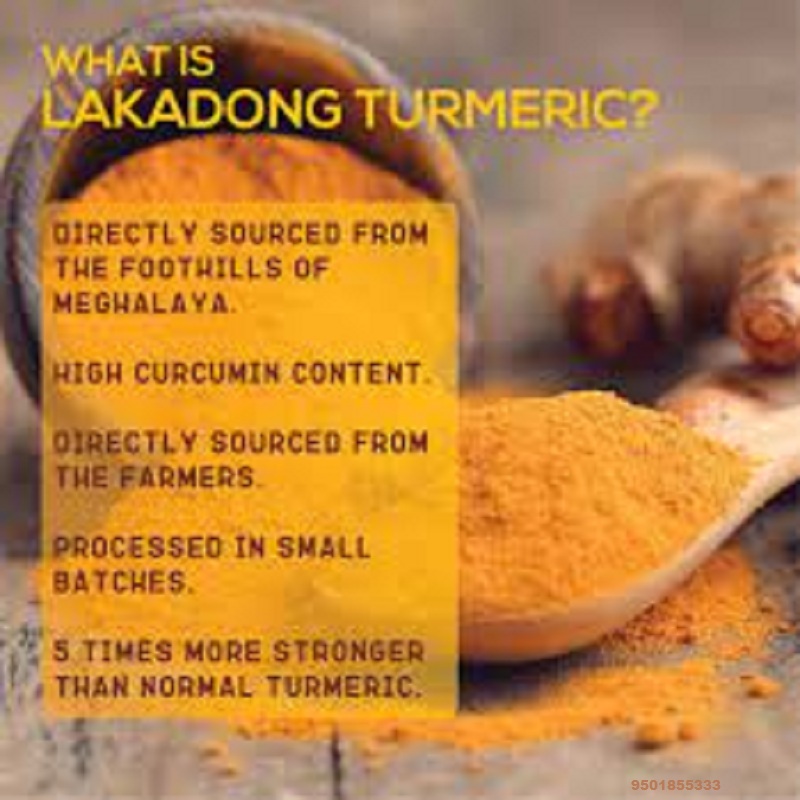 WHAT IS
LAKADONG TURMERIC?
DIRECTLY SOURCED FROM
THE FOOTHILLS OF
MEGHALAYA.
HIGH CURCUMIN CONTENT.
DIRECTLY SOURCED FROM
THE FARMERS.
PROCESSED IN SMALL
BATCHES.
5 TIMES MORE STRONGER
THAN NORMAL TURMERIC.
9501855333